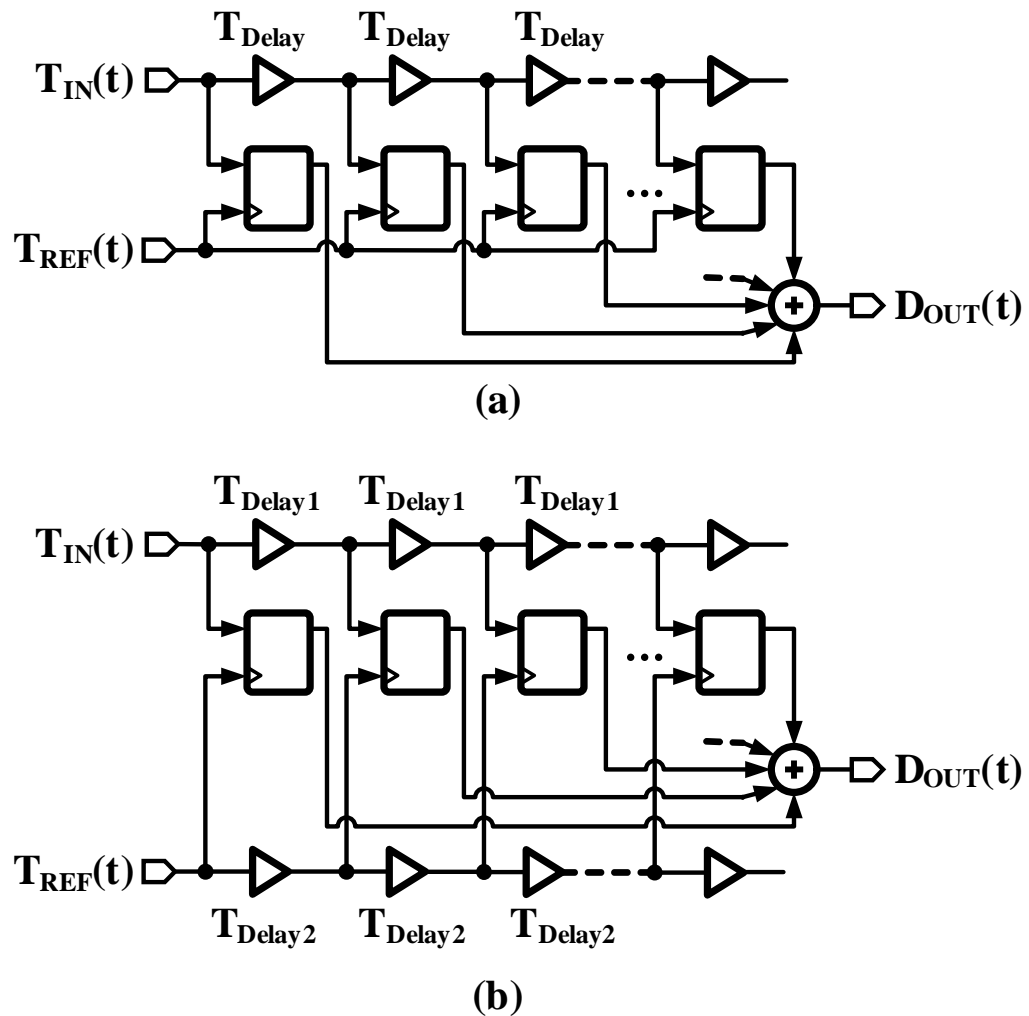 T_Delay T_Delay T_Delay
T_IN(t)
...
T_REF(t)
+
D_OUT(t)
(a)
T_Delay1 T_Delay1 T_Delay1
T_IN(t)
...
+
D_OUT(t)
T_REF(t)
T_Delay2 T_Delay2 T_Delay2
(b)